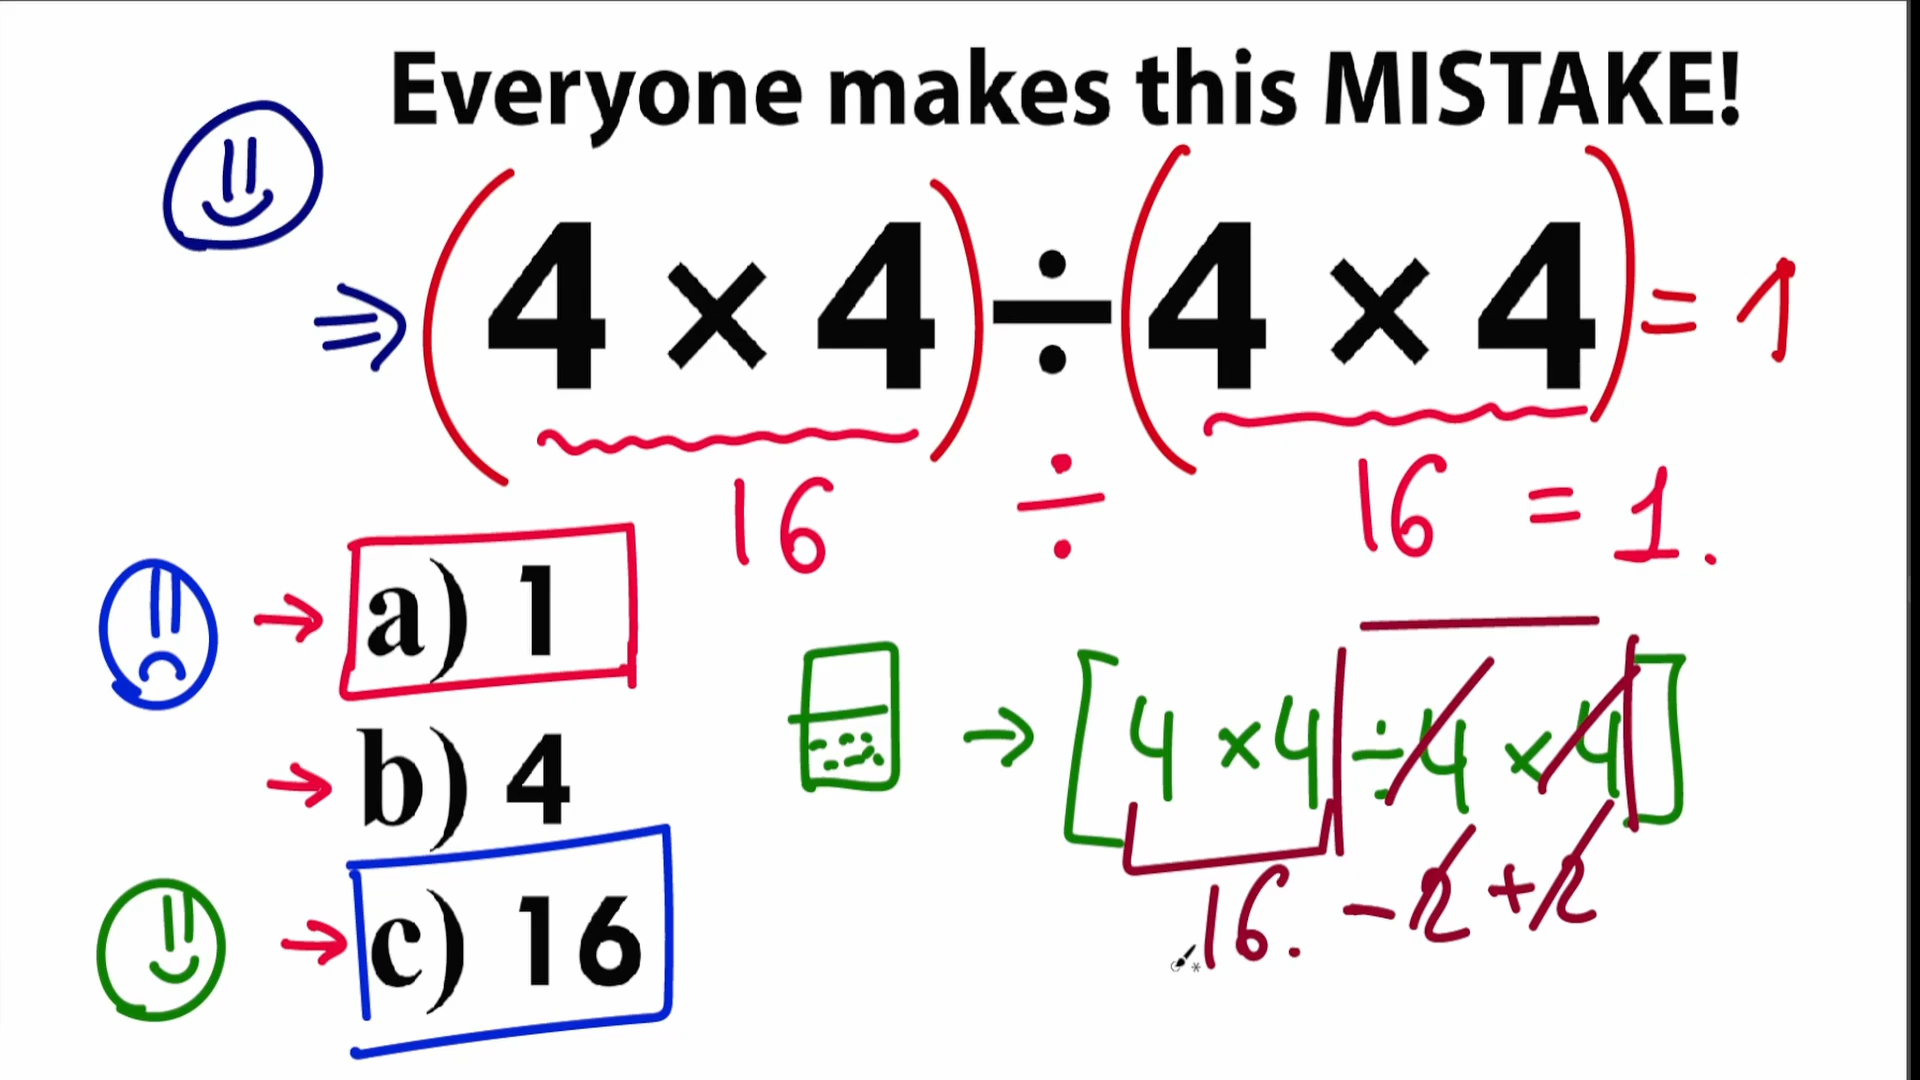 Everyone makes this MISTAKE!
⇒ (4 × 4) ÷ (4 × 4) = 1
16 ÷ 16 = 1.
→ a) 1
→ b) 4
→ c) 16
→ [4 × 4 ÷ 4 × 4]
16. - 2 + 2